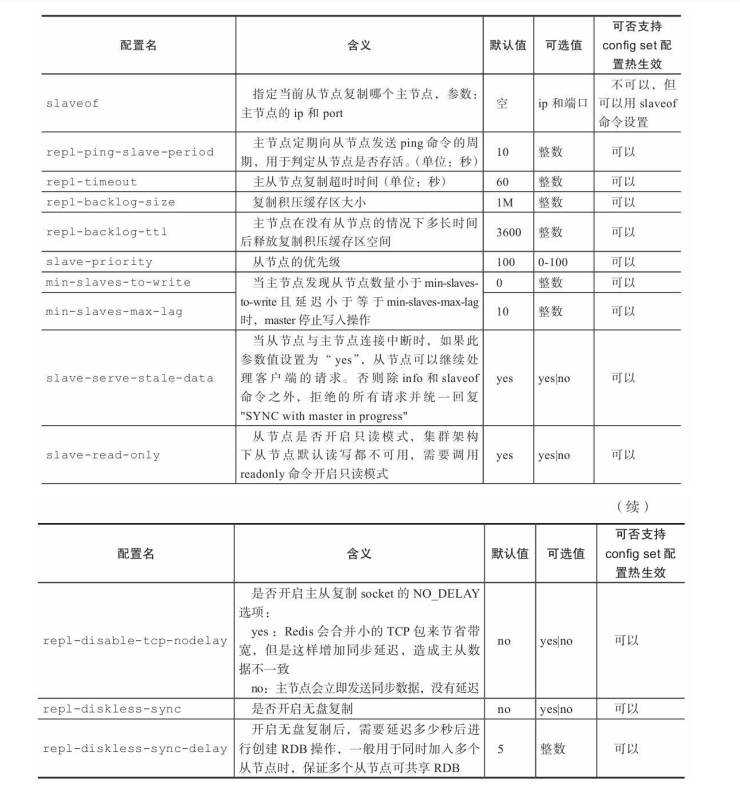 配置名 含义 默认值 可选值 可否支持
config set 配
置热生效
slaveof 指定当前从节点复制哪个主节点，参数：
主节点的 ip 和 port 空 ip 和端口 不可以，但
可以用 slaveof
命令设置
repl-ping-slave-period 主节点定期向从节点发送 ping 命令的周
期，用于判定从节点是否存活。（单位：秒） 10 整数 可以
repl-timeout 主从节点复制超时时间（单位：秒） 60 整数 可以
repl-backlog-size 复制积压缓存区大小 1M 整数 可以
repl-backlog-ttl 主节点在没有从节点的情况下多长时间
后释放复制积压缓存区空间 3600 整数 可以
slave-priority 从节点的优先级 100 0-100 可以
min-slaves-to-write 当主节点发现从节点数量小于 min-slaves- 0 整数 可以
to-write 且延迟小于等于 min-slaves-max-lag
min-slaves-max-lag 时，master 停止写入操作 10 整数 可以
slave-serve-stale-data 当从节点与主节点连接中断时，如果此
参数值设置为 “ yes”，从节点可以继续处
理客户端的请求。否则除 info 和 slaveof
命令之外，拒绝的所有请求并统一回复
"SYNC with master in progress" yes yes|no 可以
slave-read-only 从节点是否开启只读模式，集群架构
下从节点默认读写都不可用，需要调用
readonly 命令开启只读模式 yes yes|no 可以
（续）
配置名 含义 默认值 可选值 可否支持
config set 配
置热生效
repl-disable-tcp-nodelay 是否开启主从复制 socket 的 NO_DELAY
选项：
yes：Redis 会合并小的 TCP 包来节省带
宽，但是这样增加同步延迟，造成主从数
据不一致
no：主节点会立即发送同步数据，没有延迟 no yes|no 可以
repl-diskless-sync 是否开启无盘复制 no yes|no 可以
repl-diskless-sync-delay 开启无盘复制后，需要延迟多少秒后进
行创建 RDB 操作，一般用于同时加入多个
从节点时，保证多个从节点可共享 RDB 5 整数 可以